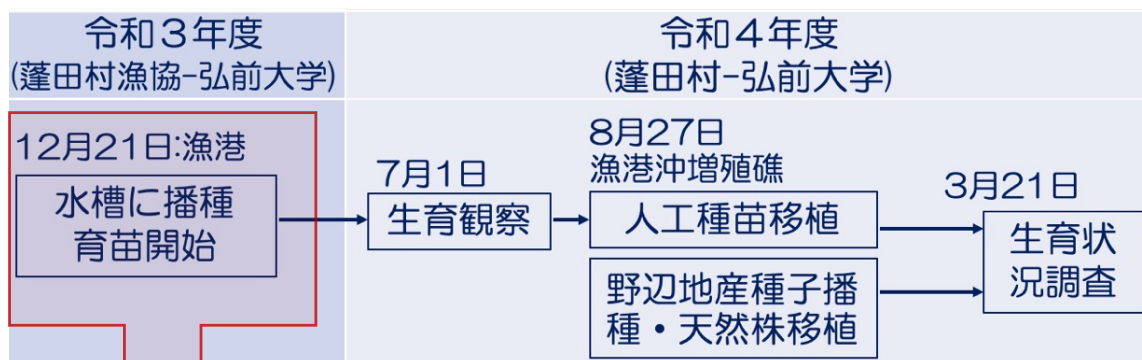 令和３年度
(蓬田村漁協-弘前大学)
令和４年度
(蓬田村-弘前大学)
12月21日:漁港
水槽に播種
育苗開始
7月1日
生育観察
8月27日
漁港沖増殖礁
人工種苗移植
野辺地産種子播
種・天然株移植
3月21日
生育状
況調査